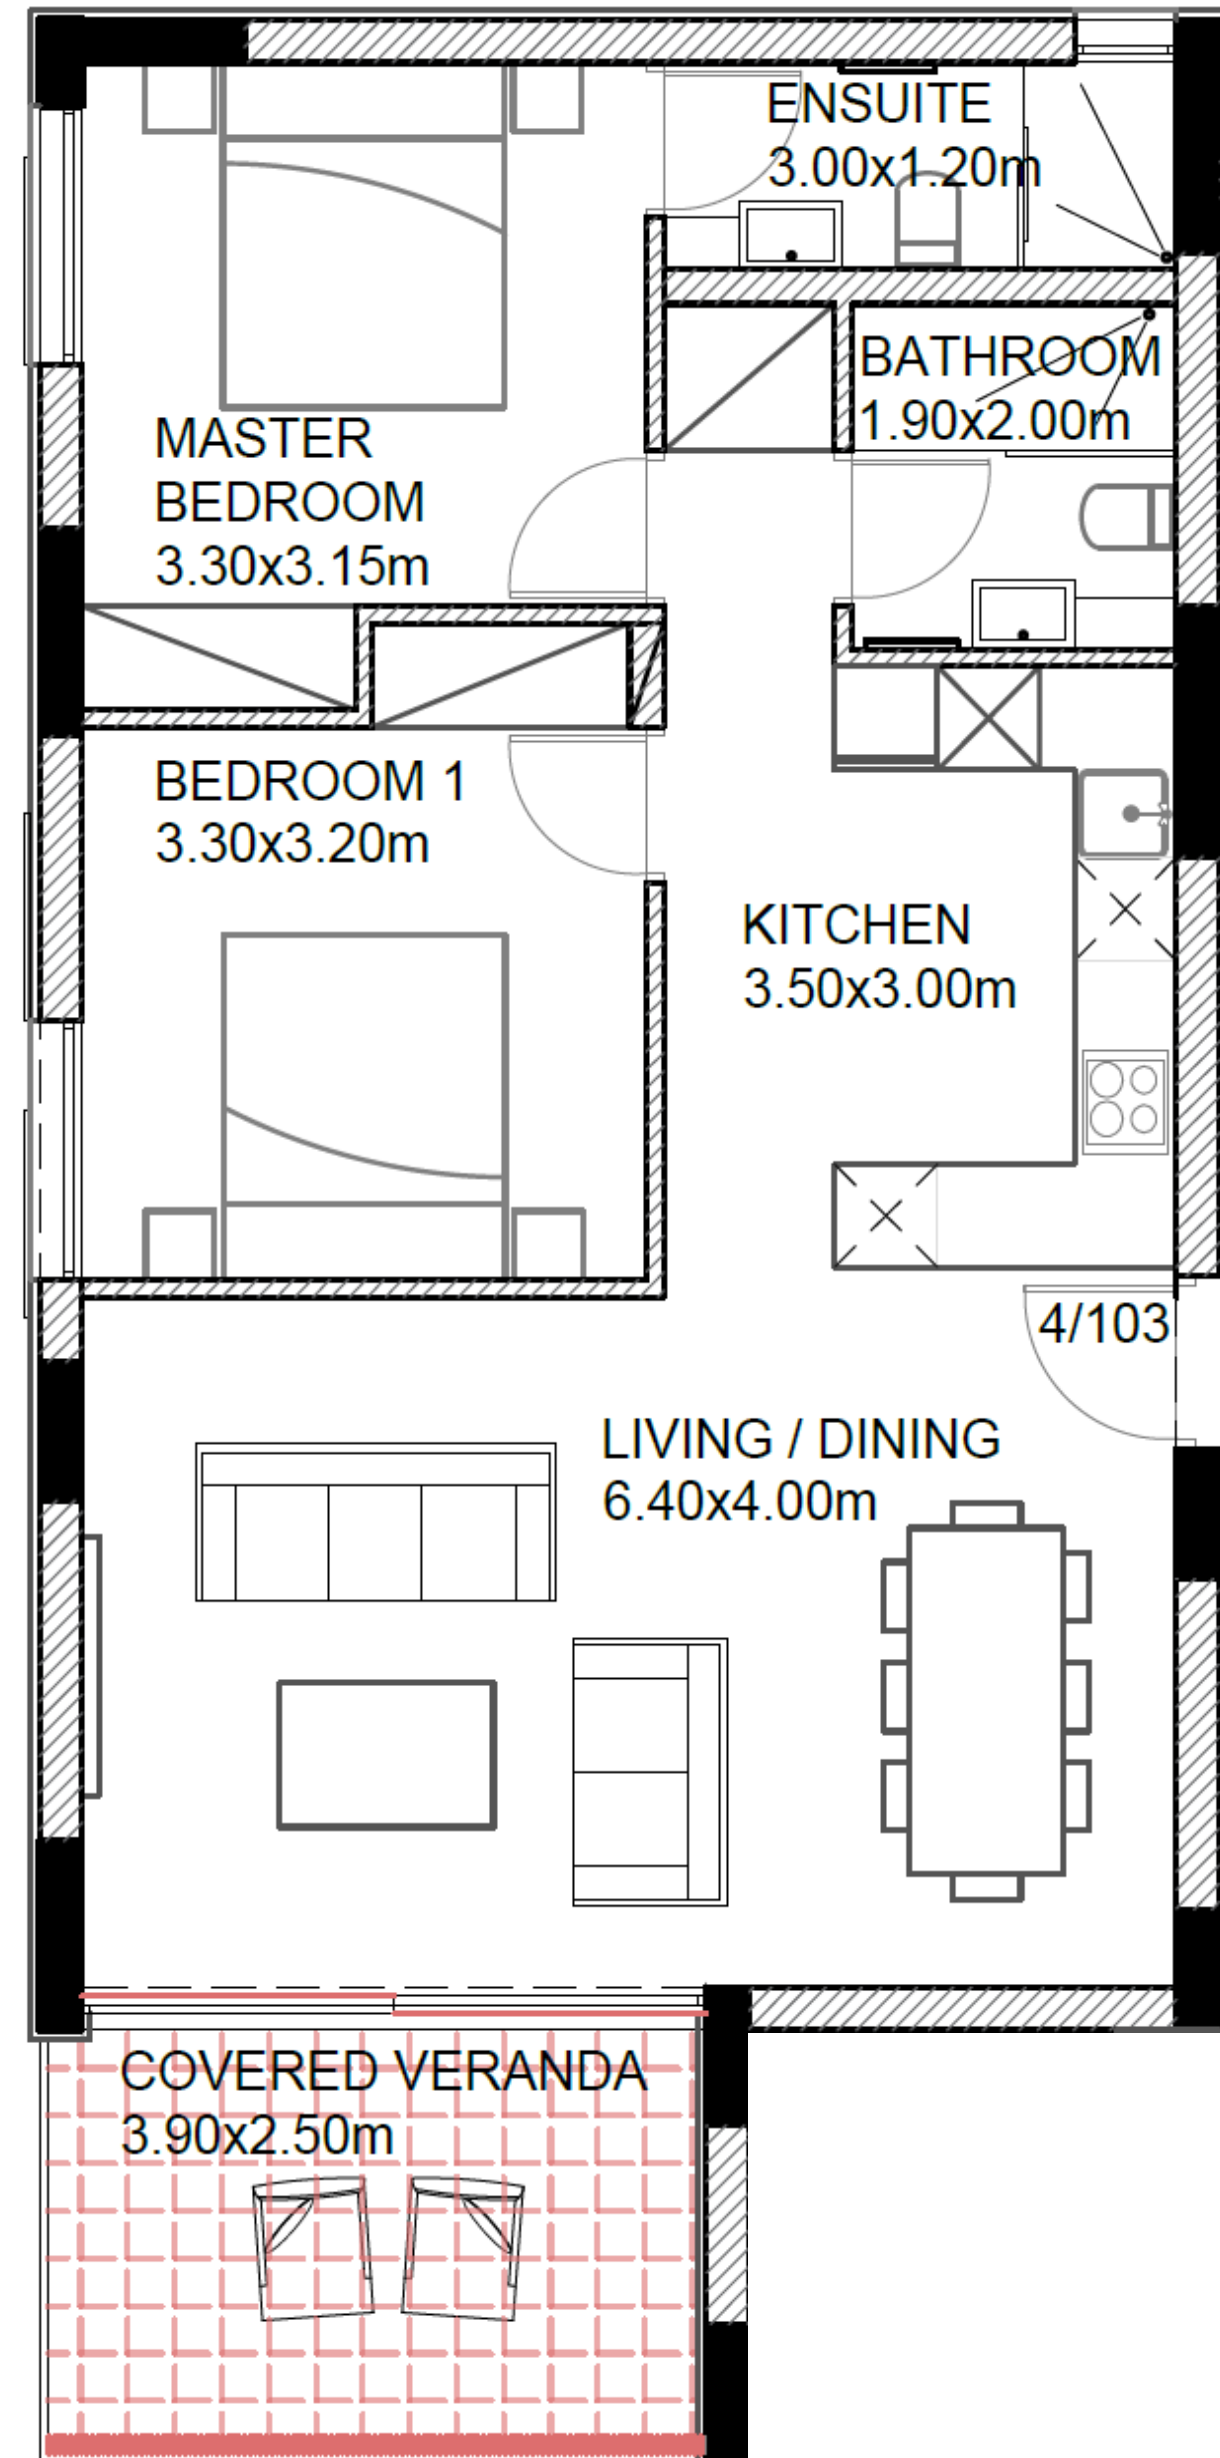 ENSUITE
3.00x1.20m
BATHROOM
1.90x2.00m
MASTER
BEDROOM
3.30x3.15m
BEDROOM 1
3.30x3.20m
KITCHEN
3.50x3.00m
4/103
LIVING / DINING
6.40x4.00m
COVERED VERANDA
3.90x2.50m